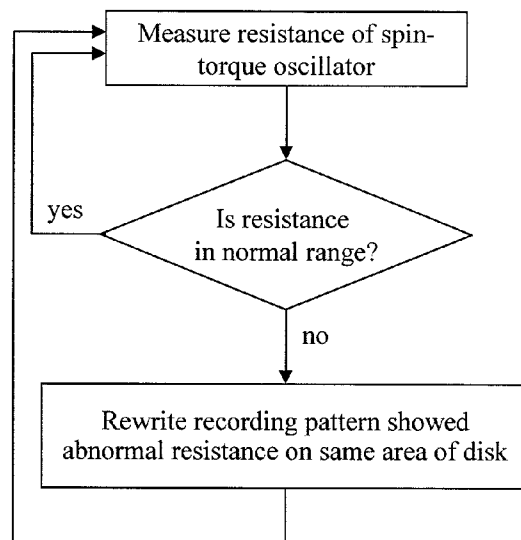 Measure resistance of spin-
torque oscillator
yes
Is resistance
in normal range?
no
Rewrite recording pattern showed
abnormal resistance on same area of disk